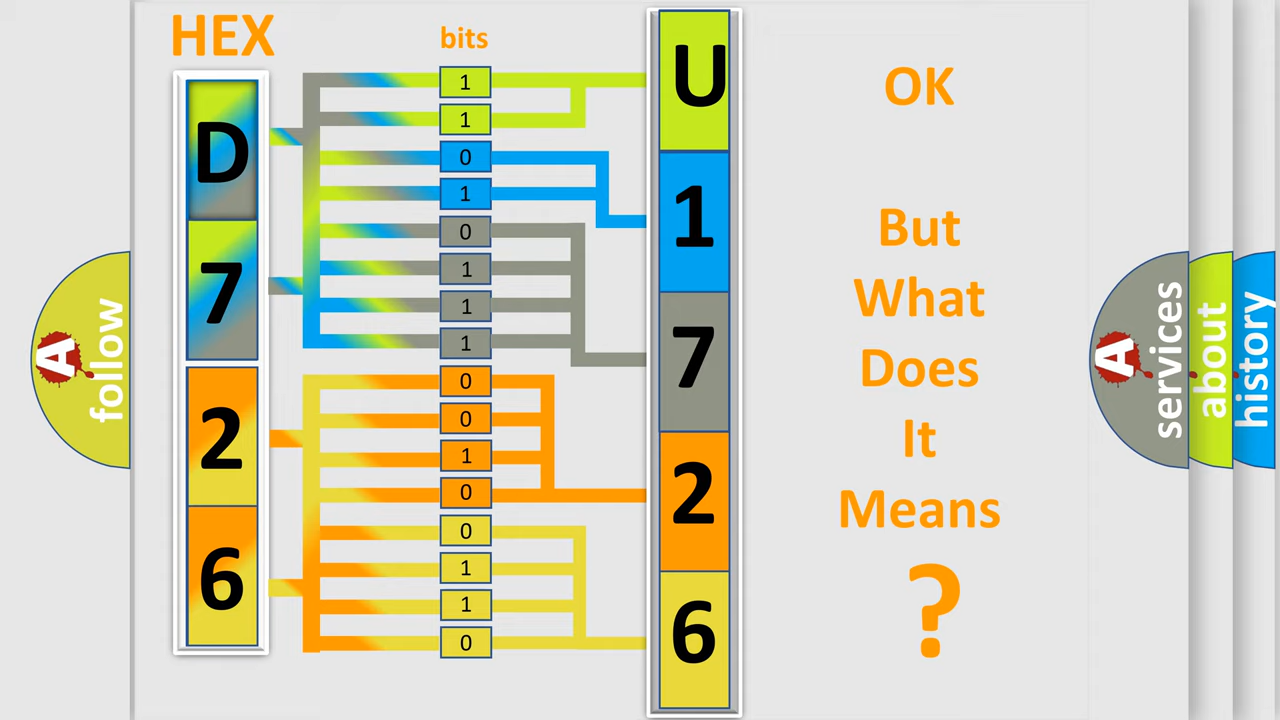 HEX
bits
D
7
2
6
1
1
0
1
0
1
1
1
0
0
1
0
0
1
1
0
U
1
7
2
6
OK
But
What
Does
It
Means
?
A
follow
A
services
about
history